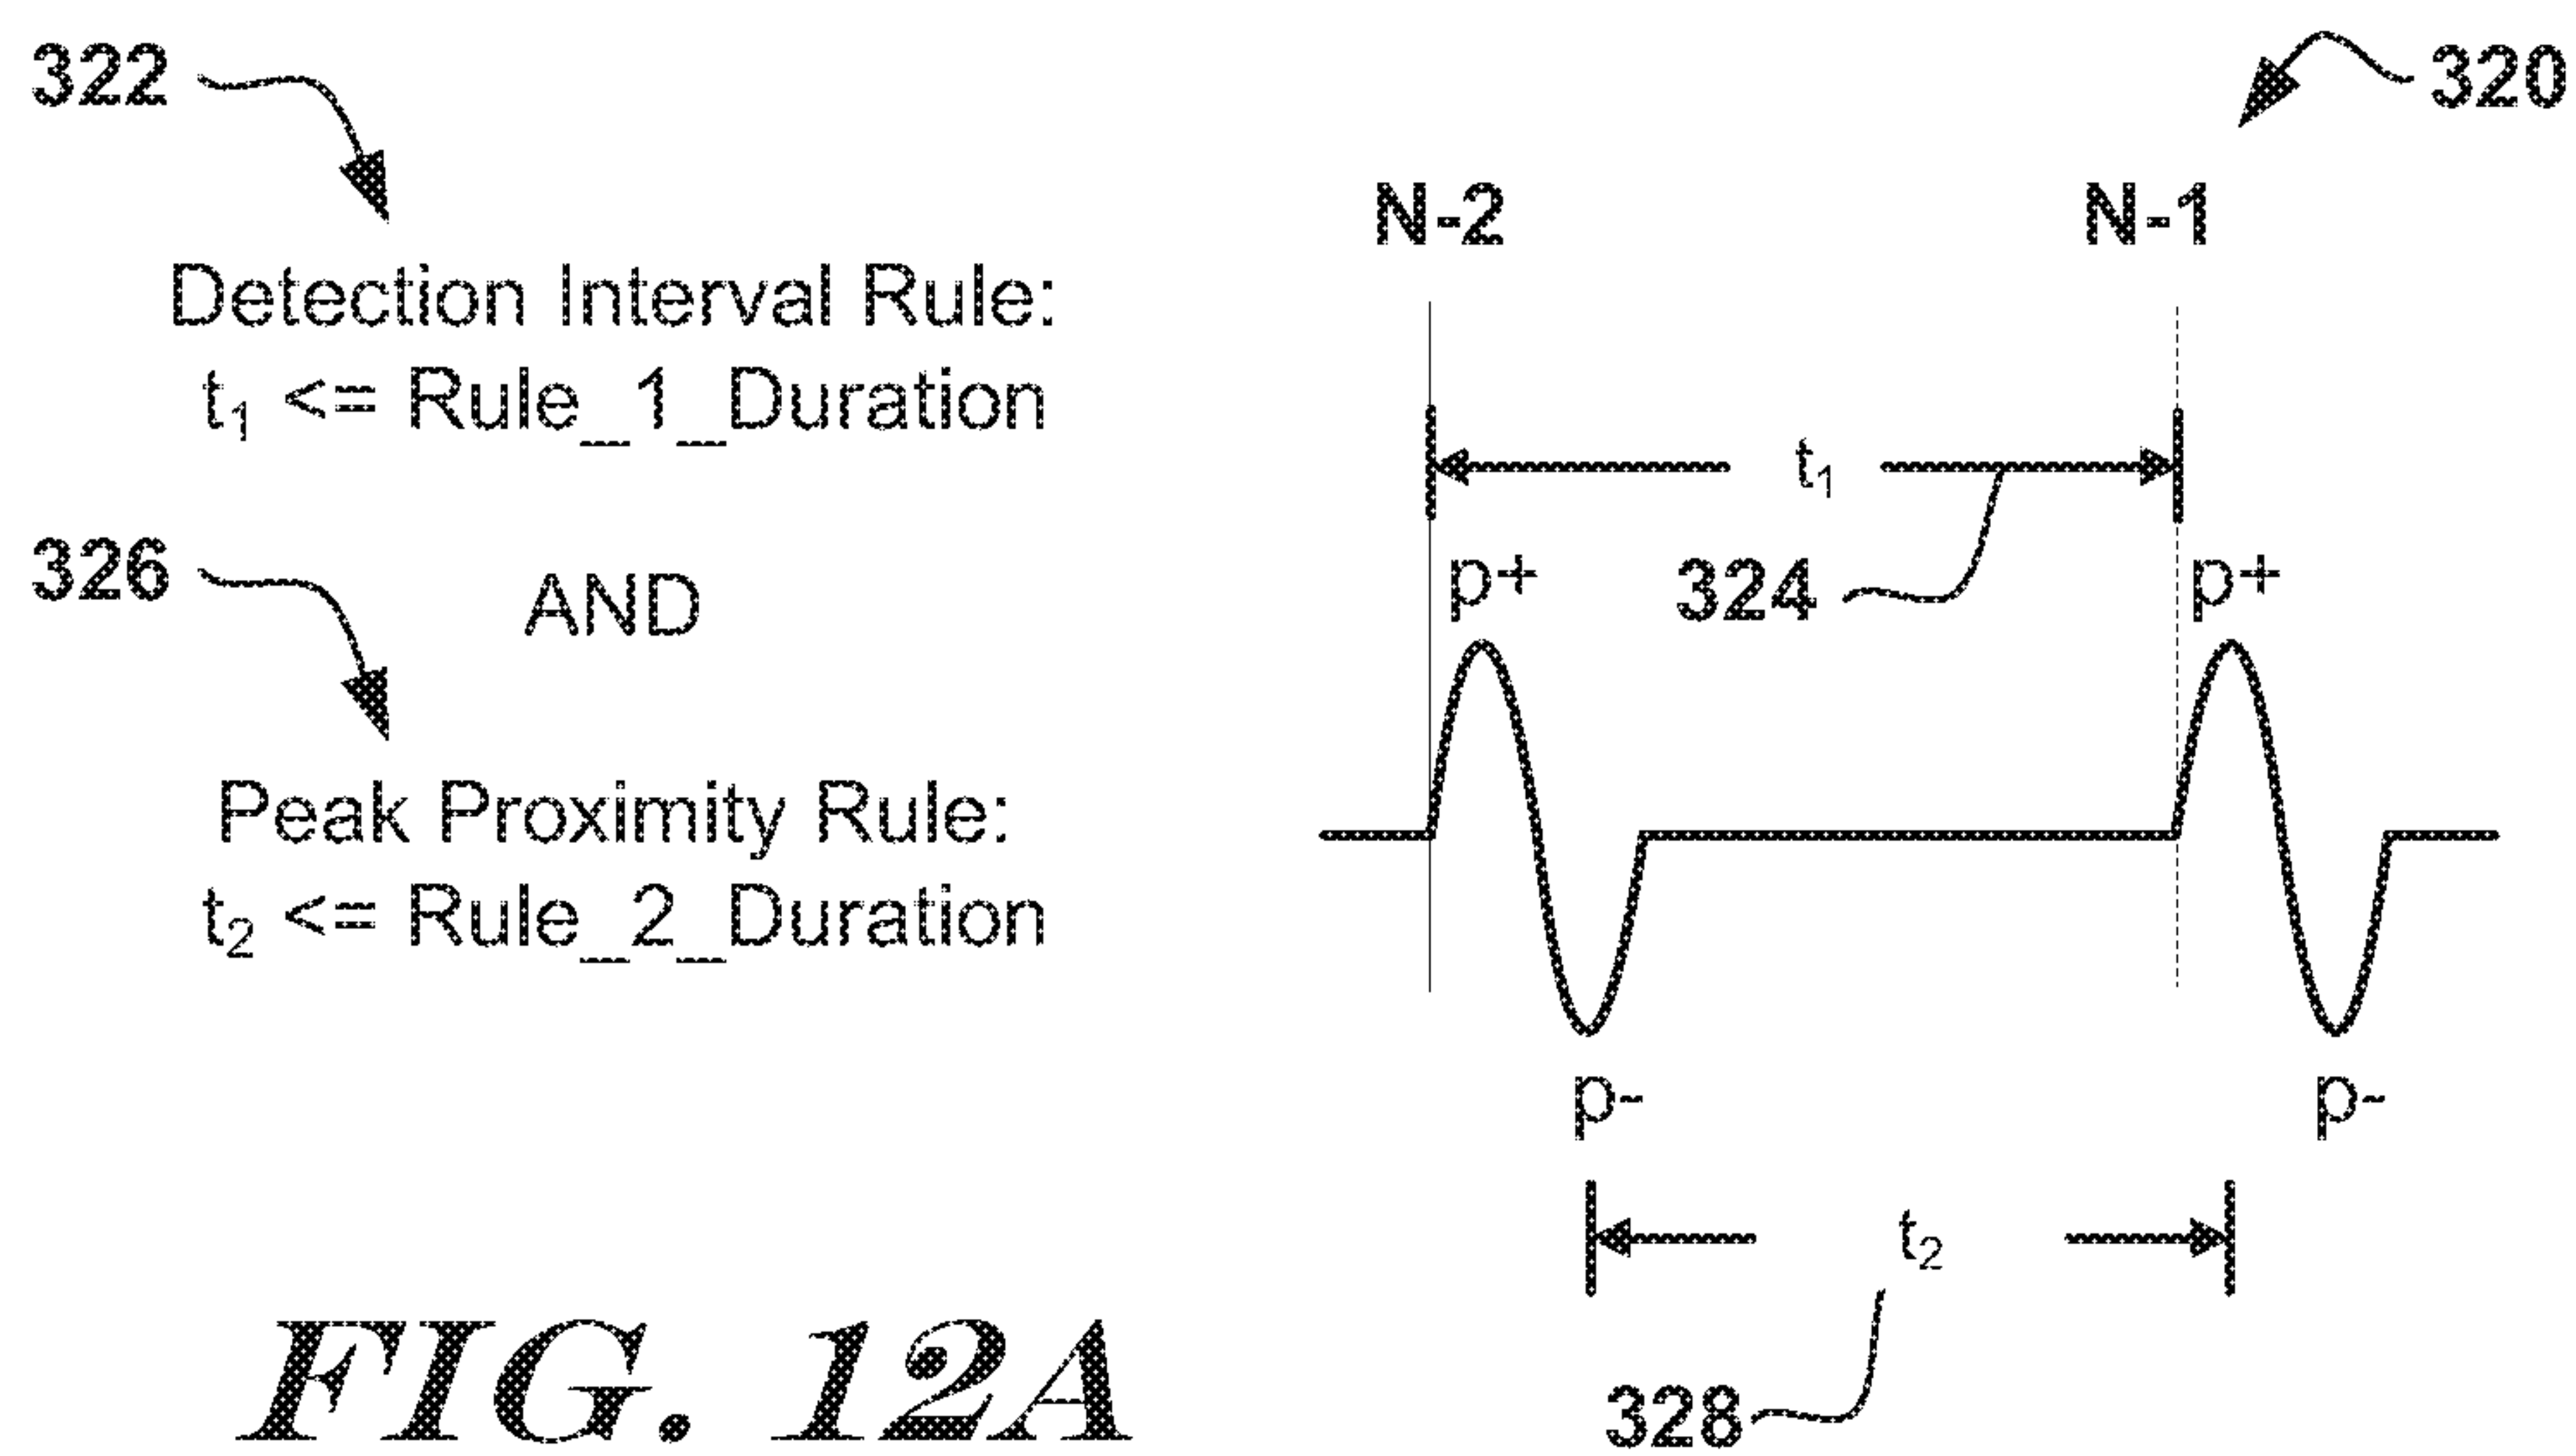 322
320
N-2
N-1
Detection Interval Rule:
t₁ <= Rule_1_Duration
t₁
326
AND
p+
324
p+
Peak Proximity Rule:
t₂ <= Rule_2_Duration
p-
p-
t₂
328
FIG. 12A